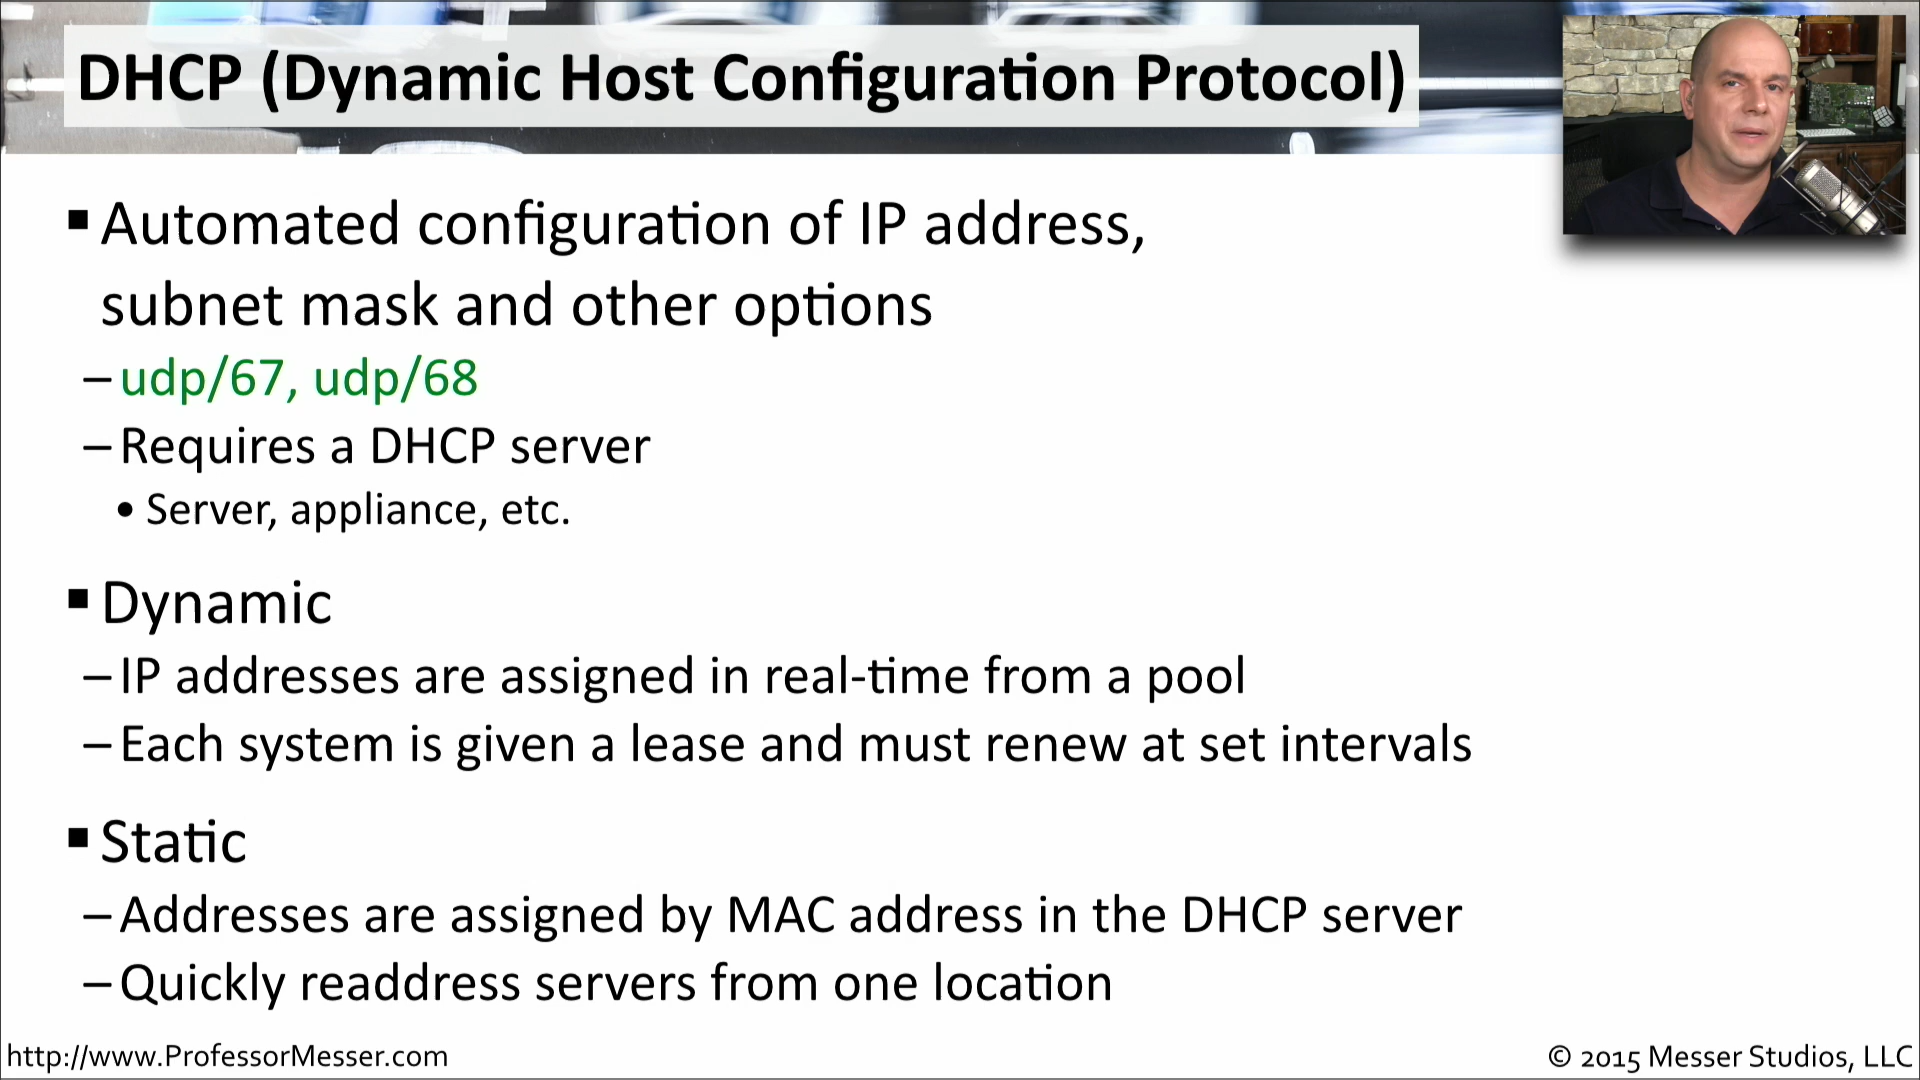 DHCP (Dynamic Host Configuration Protocol)
▪ Automated configuration of IP address,
subnet mask and other options
– udp/67, udp/68
– Requires a DHCP server
• Server, appliance, etc.
▪ Dynamic
– IP addresses are assigned in real-time from a pool
– Each system is given a lease and must renew at set intervals
▪ Static
– Addresses are assigned by MAC address in the DHCP server
– Quickly readdress servers from one location
http://www.ProfessorMesser.com
© 2015 Messer Studios, LLC